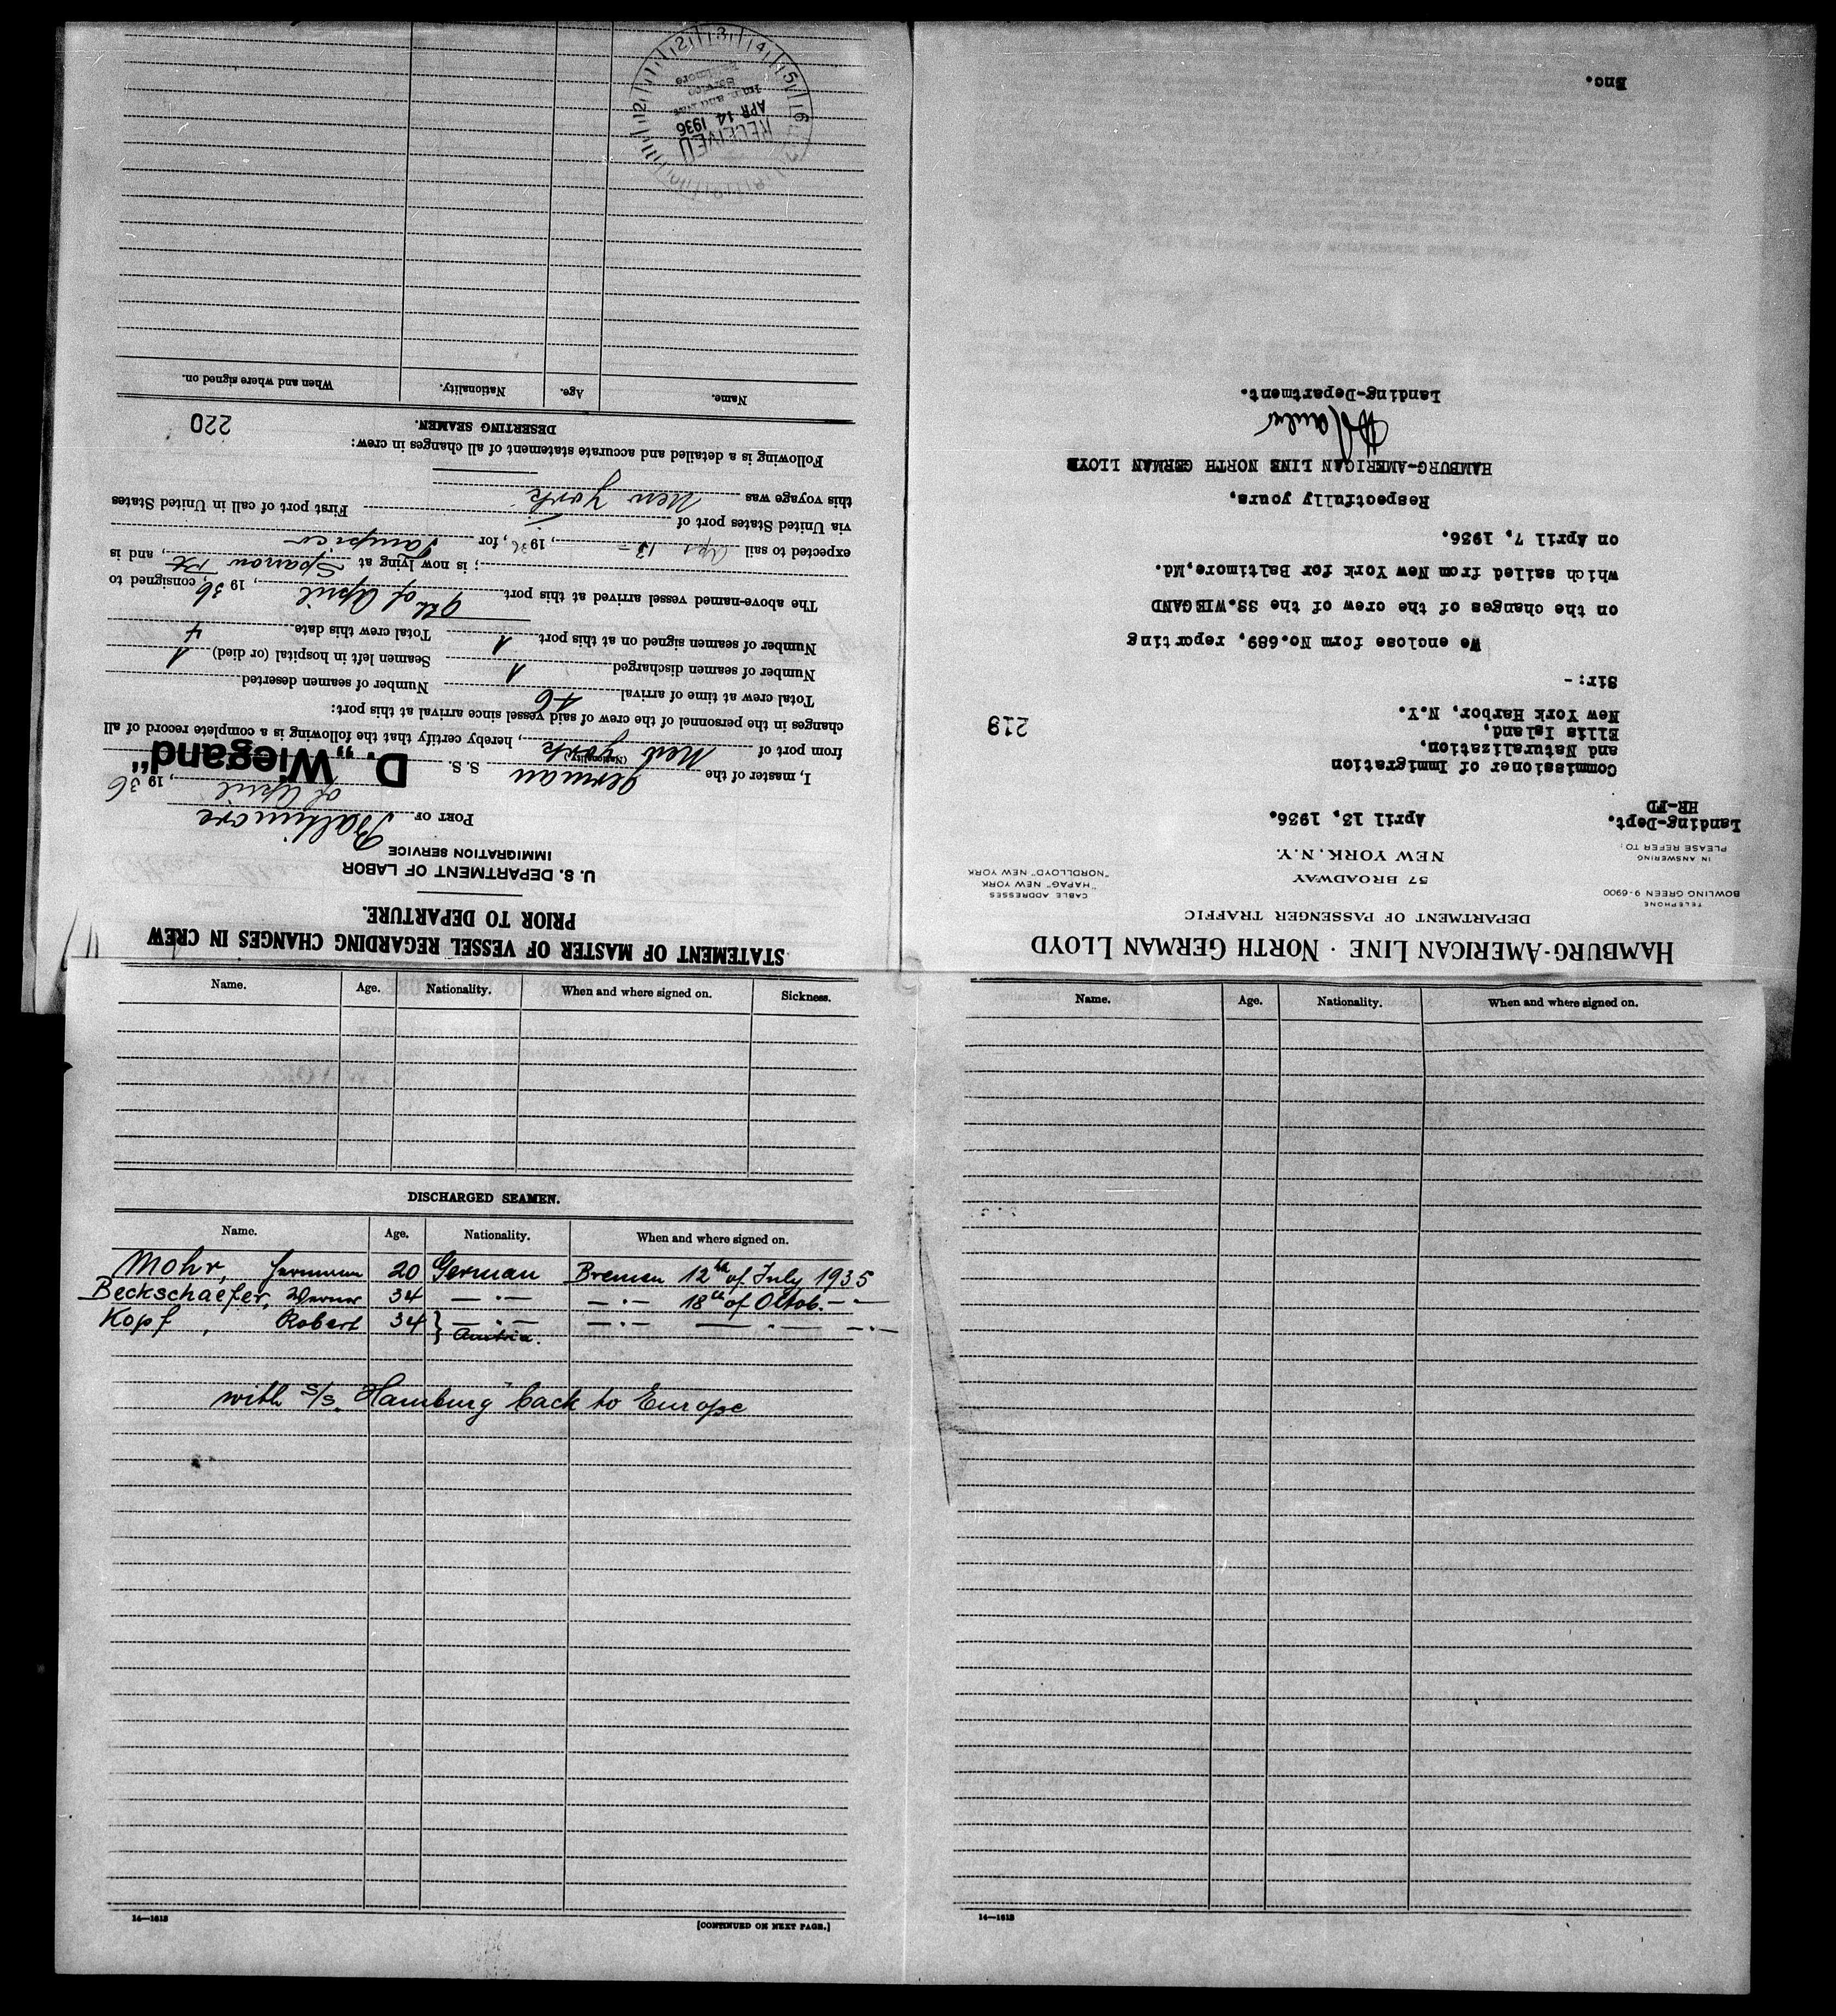 HAMBURG-AMERICAN LINE · NORTH GERMAN LLOYD
DEPARTMENT OF PASSENGER TRAFFIC
57 BROADWAY
NEW YORK, N.Y.
TELEPHONE
BOWLING GREEN 9-6900
IN ANSWERING
PLEASE REFER TO:
Landing-Dept.
HR-FD
CABLE ADDRESSES
"HAPAG" NEW YORK
"NORDLLOYD" NEW YORK
April 13, 1936.
Commissioner of Immigration
and Naturalization,
Ellis Island,
New York Harbor, N.Y.
219
Sir:-
We enclose form No.689, reporting
on the changes of the crew of the SS.WIEGAND
which sailed from New York for Baltimore,Md.
on April 7, 1936.
Respectfully yours,
HAMBURG-AMERICAN LINE NORTH GERMAN LLOYD
Landing-Department.
Enc.
STATEMENT OF MASTER OF VESSEL REGARDING CHANGES IN CREW
PRIOR TO DEPARTURE.
U. S. DEPARTMENT OF LABOR
IMMIGRATION SERVICE
PORT OF Baltimore
of April, 1936
I, master of the german S. S. D. „Wiegand"
(Nationality)
from port of New York, hereby certify that the following is a complete record of all
changes in the personnel of the crew of said vessel since arrival at this port:
Total crew at time of arrival 46 Number of seamen deserted
Number of seamen discharged 1 Seamen left in hospital (or died) 1
Number of seamen signed on at this port 1 Total crew this date
The above-named vessel arrived at this port 9th of April, 1936, consigned to
; is now lying at Sparrow Pt, and is
expected to sail Apr 13-, 1936, for Tampico
via United States port of First port of call in United States
this voyage was New York
Following is a detailed and accurate statement of all changes in crew:
DESERTING SEAMEN.
220
Name. Age. Nationality. When and where signed on.
RECEIVED
APR 14 1936
Imm. and Nat.
Service
Baltimore
Name. Age. Nationality. When and where signed on. Sickness.
DISCHARGED SEAMEN.
Name. Age. Nationality. When and where signed on.
Mohr, Hermann 20 German Bremen 12th of July 1935
Beckschaefer, Werner 34 — · — — · — 18th of Octob. — · —
Kopf, Robert 34 } — · — — · — — · — — · —
Austria.
with s/s. "Hamburg" back to Europe
14—1618
[CONTINUED ON NEXT PAGE.]
Name. Age. Nationality. When and where signed on.
14—1618